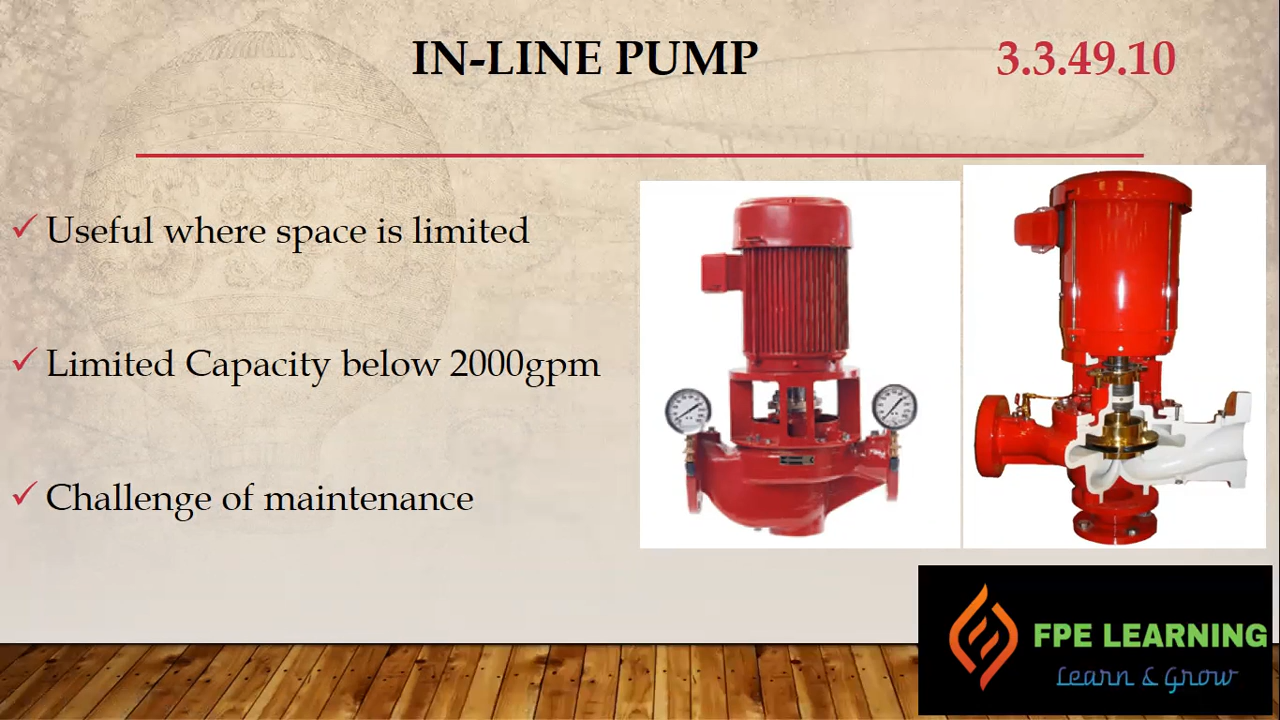 IN-LINE PUMP 3.3.49.10
Useful where space is limited
Limited Capacity below 2000gpm
Challenge of maintenance
FPE LEARNING
Learn & Grow